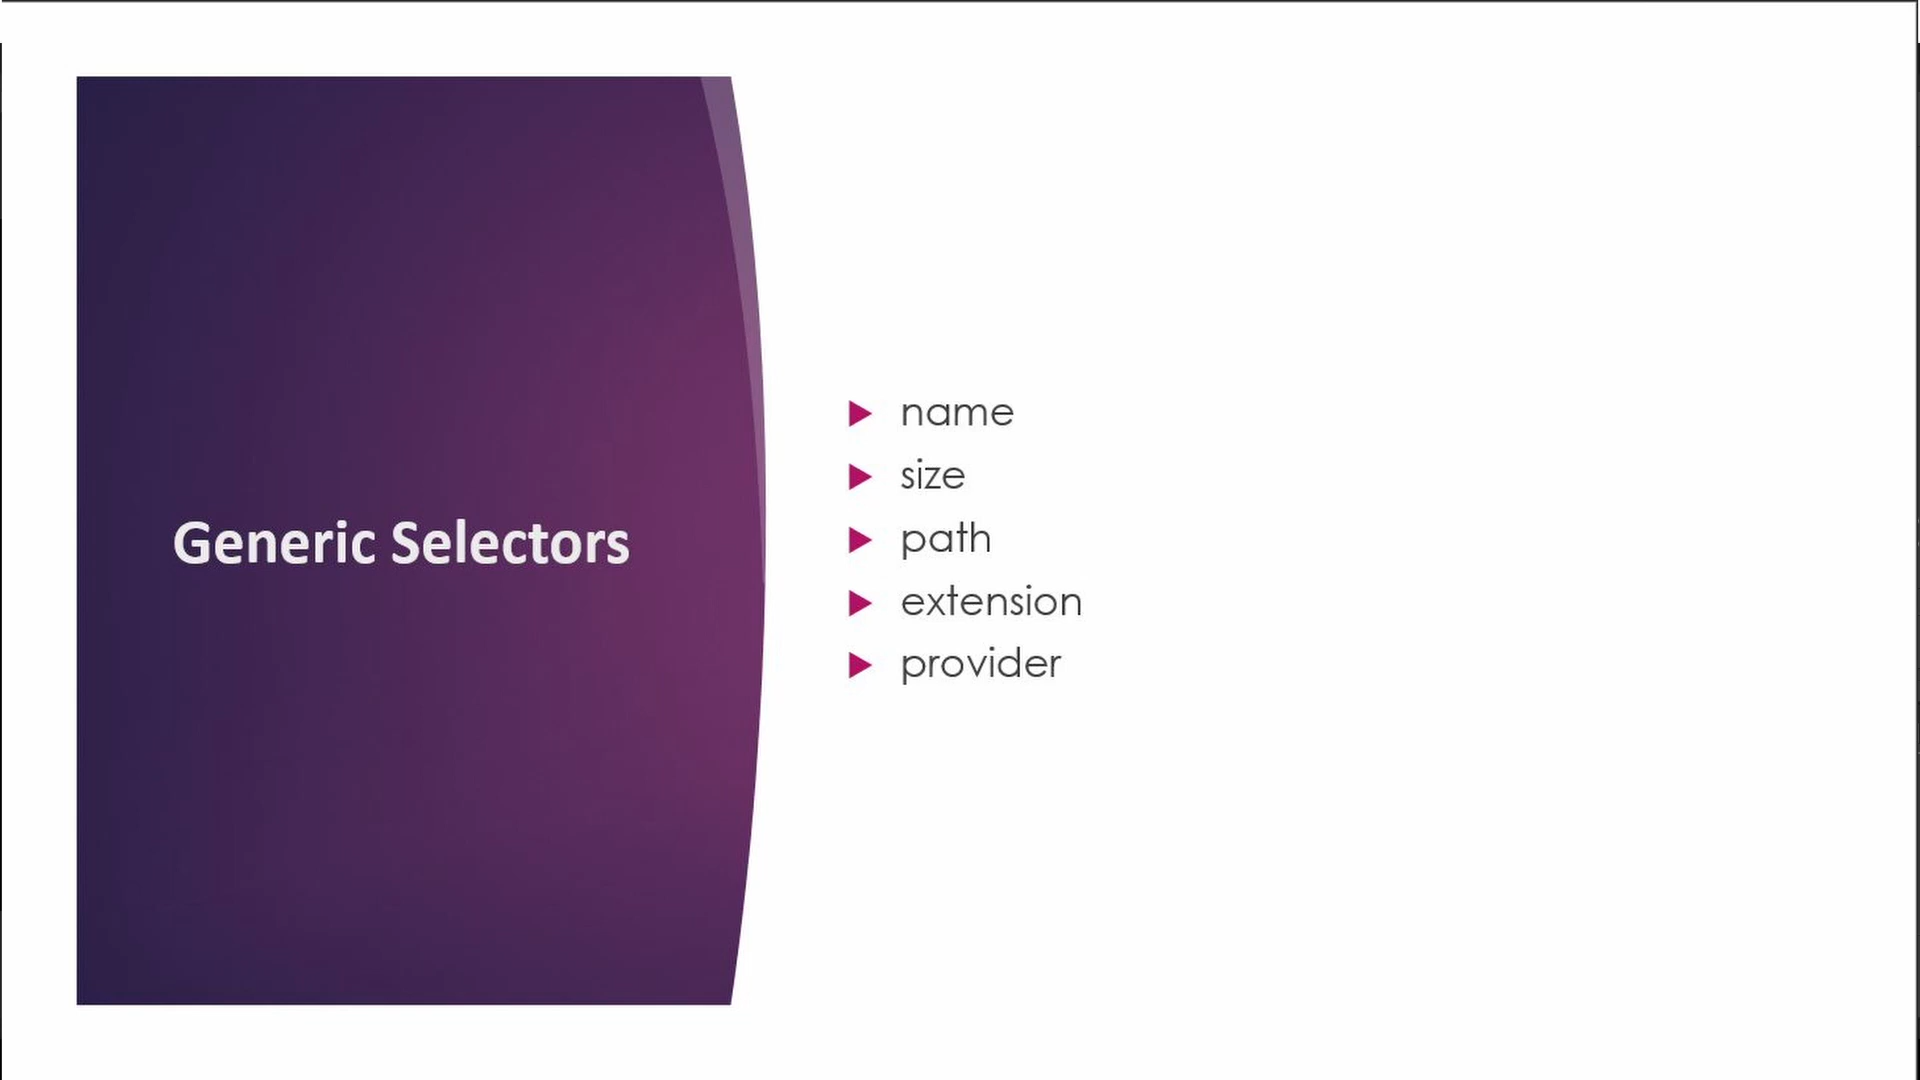 Generic Selectors
name
size
path
extension
provider